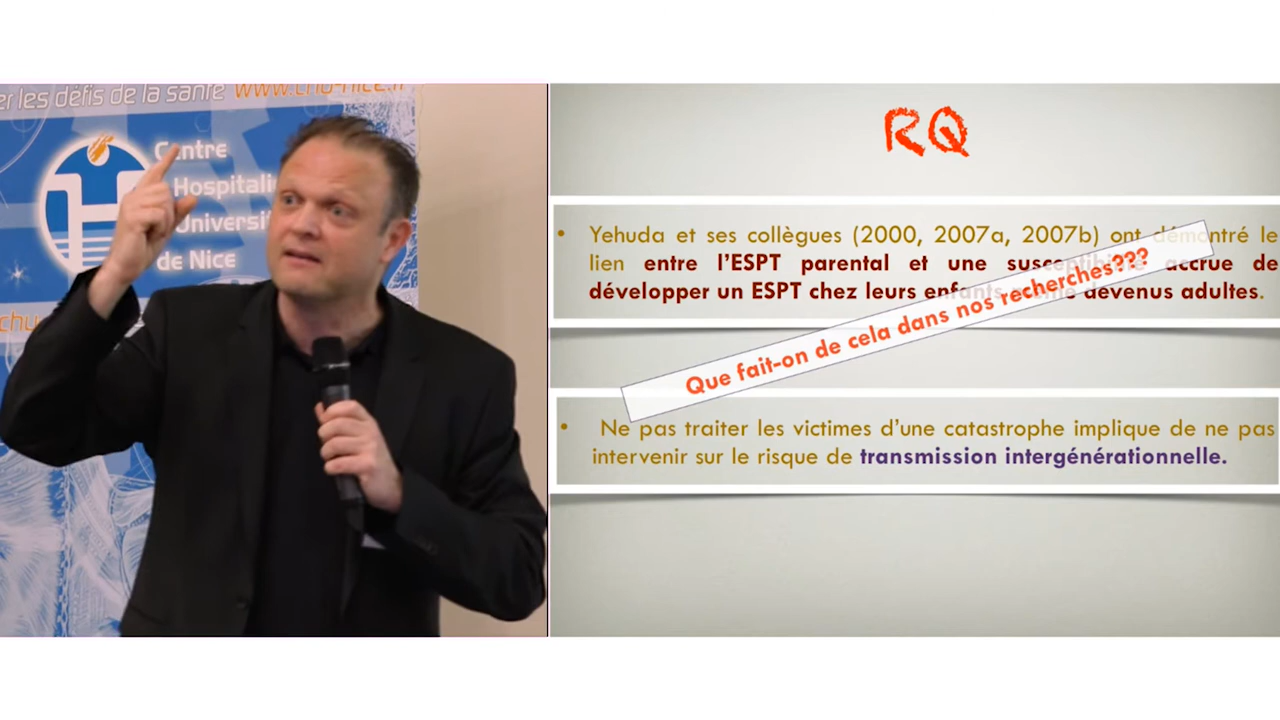 er les défis de la santé www.chu-nice.fr
Centre
Hospitali
Universi
de Nice
chu
RQ
• Yehuda et ses collègues (2000, 2007a, 2007b) ont démontré le
lien entre l'ESPT parental et une susceptibilité accrue de
développer un ESPT chez leurs enfants devenus adultes.
Que fait-on de cela dans nos recherches???
• Ne pas traiter les victimes d'une catastrophe implique de ne pas
intervenir sur le risque de transmission intergénérationnelle.